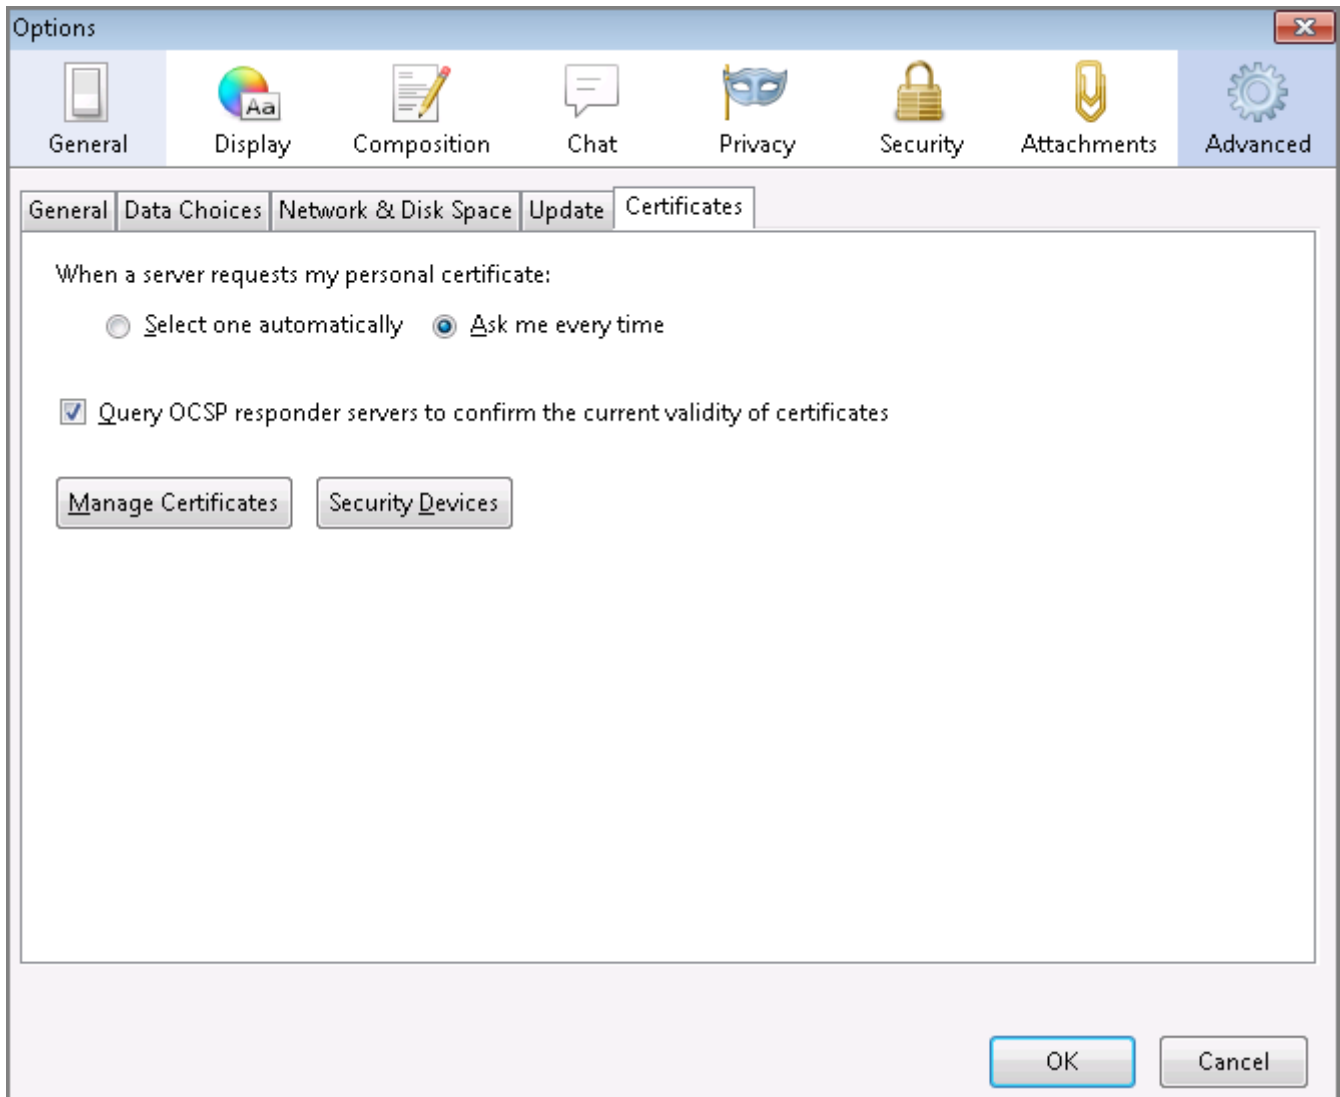 Options
Aa
General Display Composition Chat Privacy Security Attachments Advanced
General Data Choices Network & Disk Space Update Certificates
When a server requests my personal certificate:
Select one automatically Ask me every time
Query OCSP responder servers to confirm the current validity of certificates
Manage Certificates Security Devices
OK Cancel